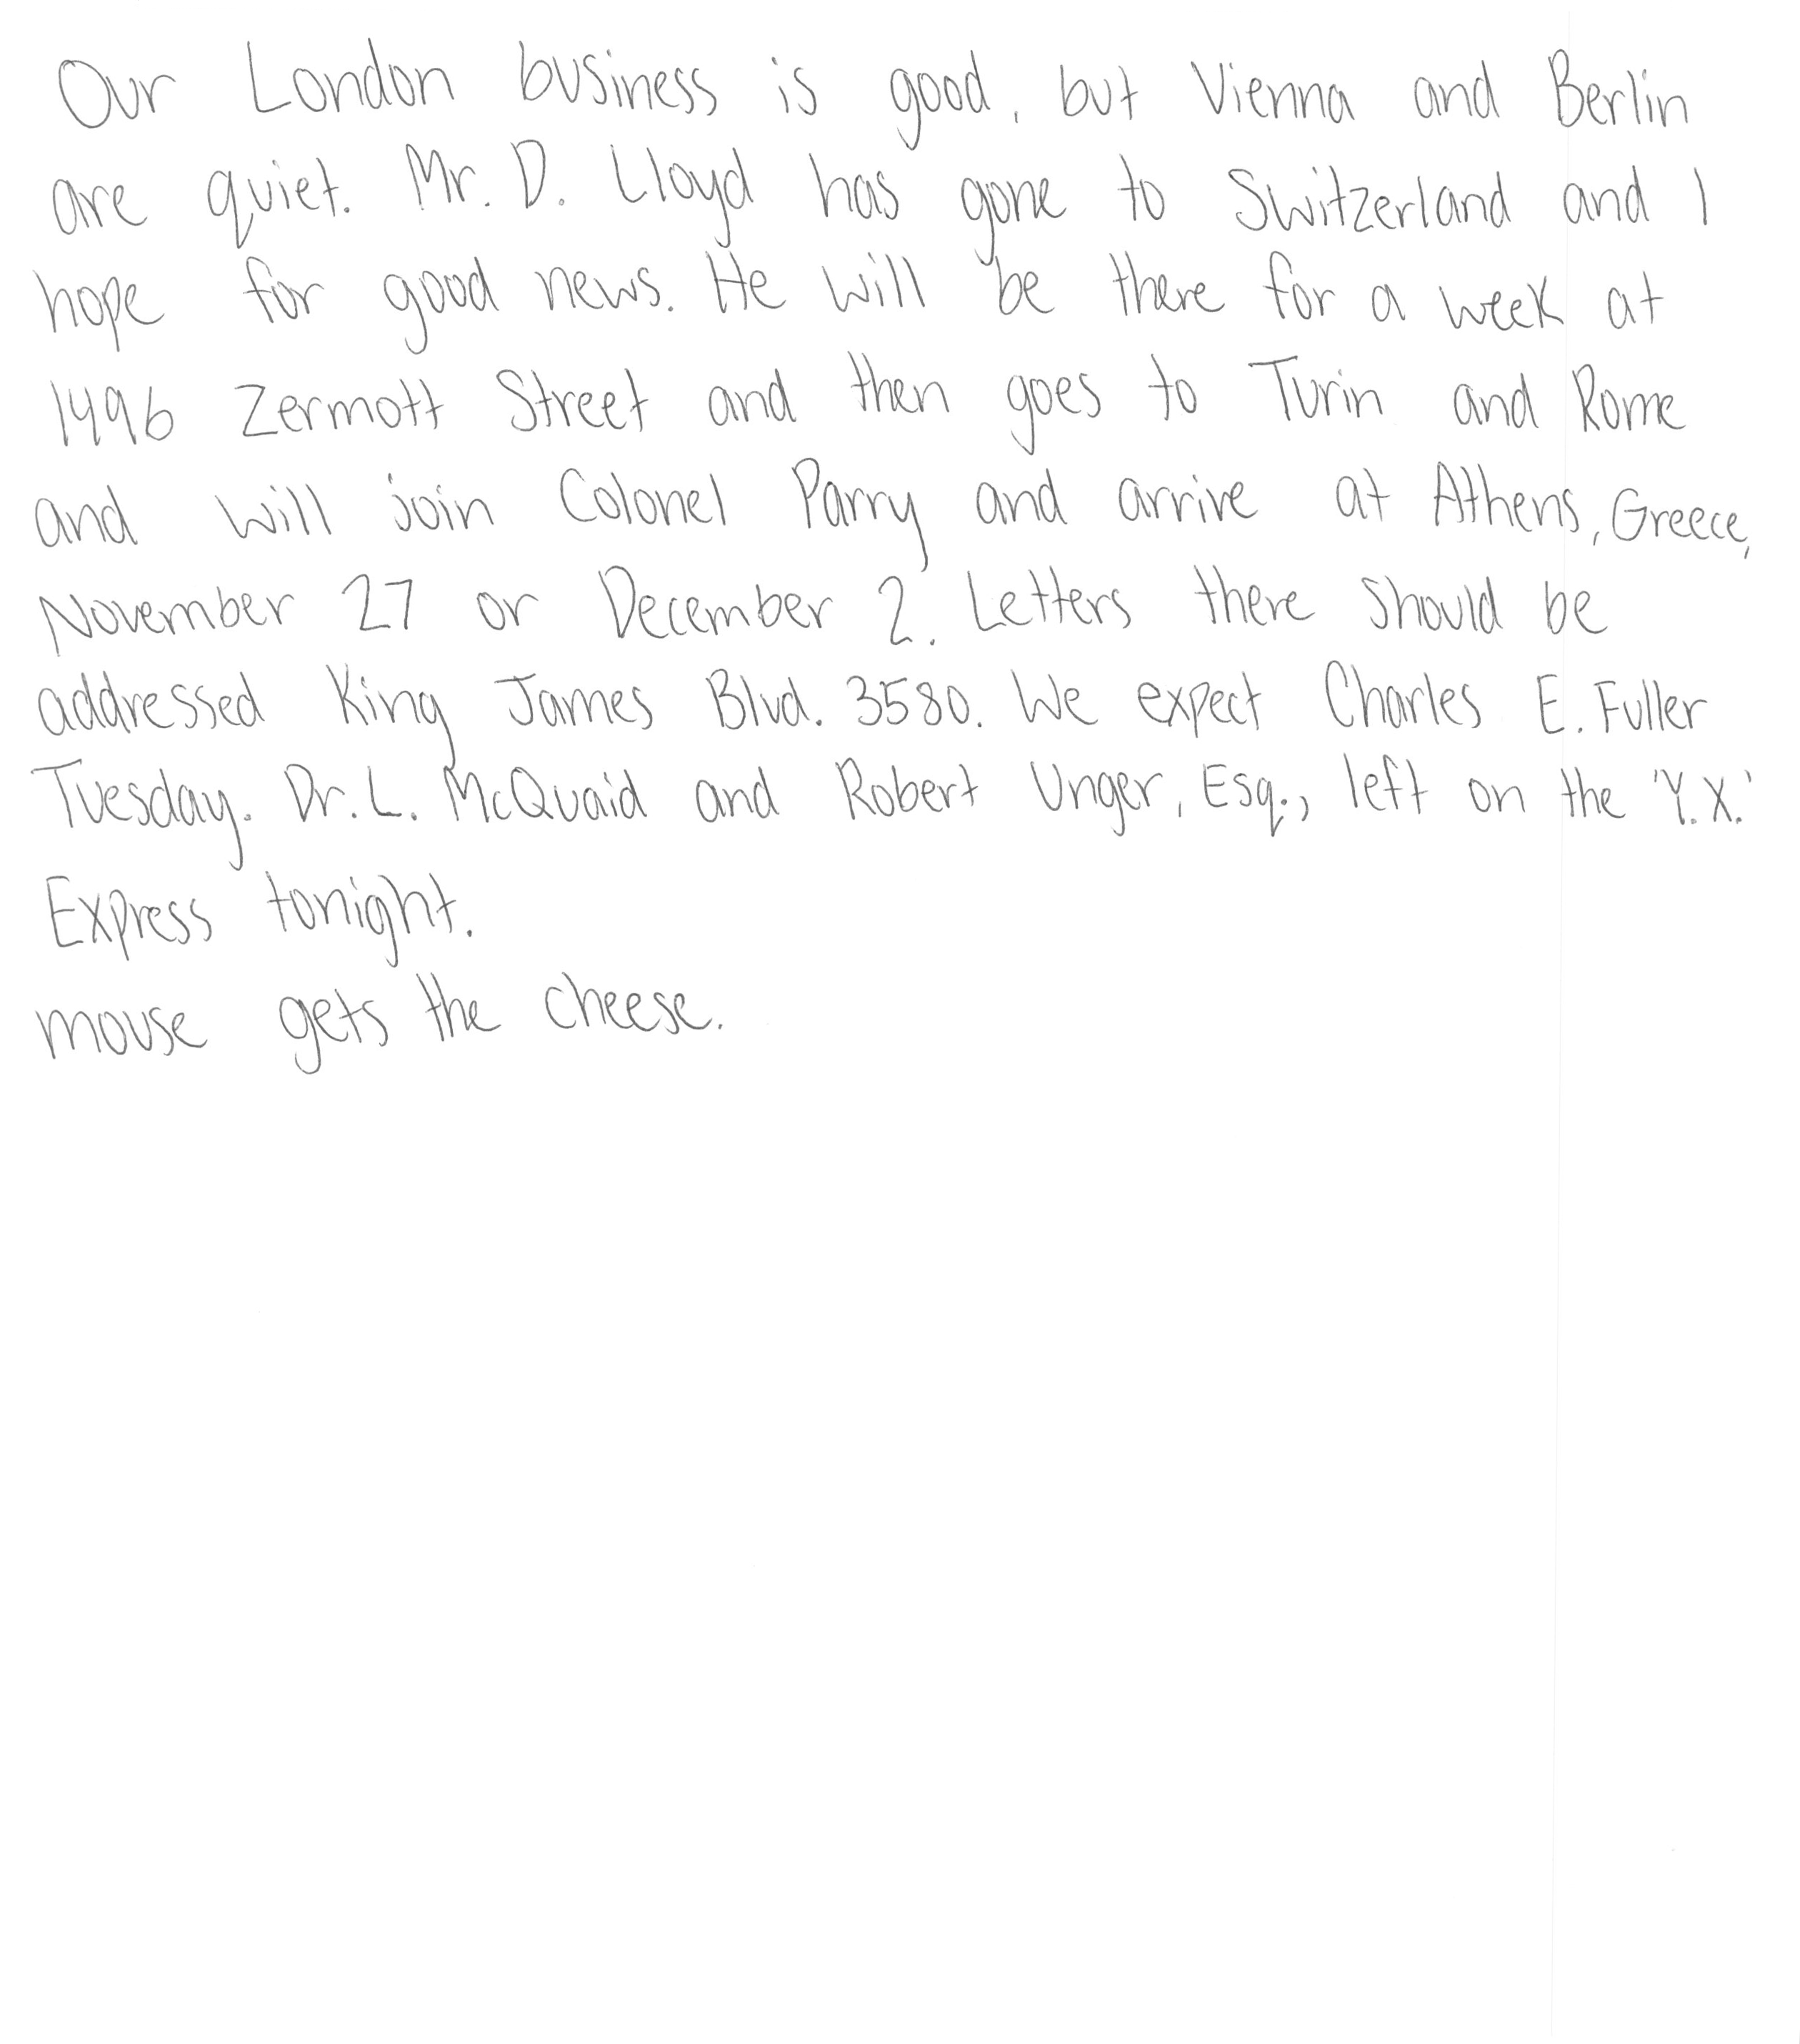 Our London business is good, but Vienna and Berlin
are quiet. Mr. D. Lloyd has gone to Switzerland and I
hope for good news. He will be there for a week at
1496 Zermott Street and then goes to Turin and Rome
and will join Colonel Parry and arrive at Athens, Greece,
November 27 or December 2. Letters there should be
addressed King James Blvd. 3580. We expect Charles E. Fuller
Tuesday. Dr. L. McQuaid and Robert Unger, Esq., left on the 'Y.X.'
Express tonight.
mouse gets the cheese.